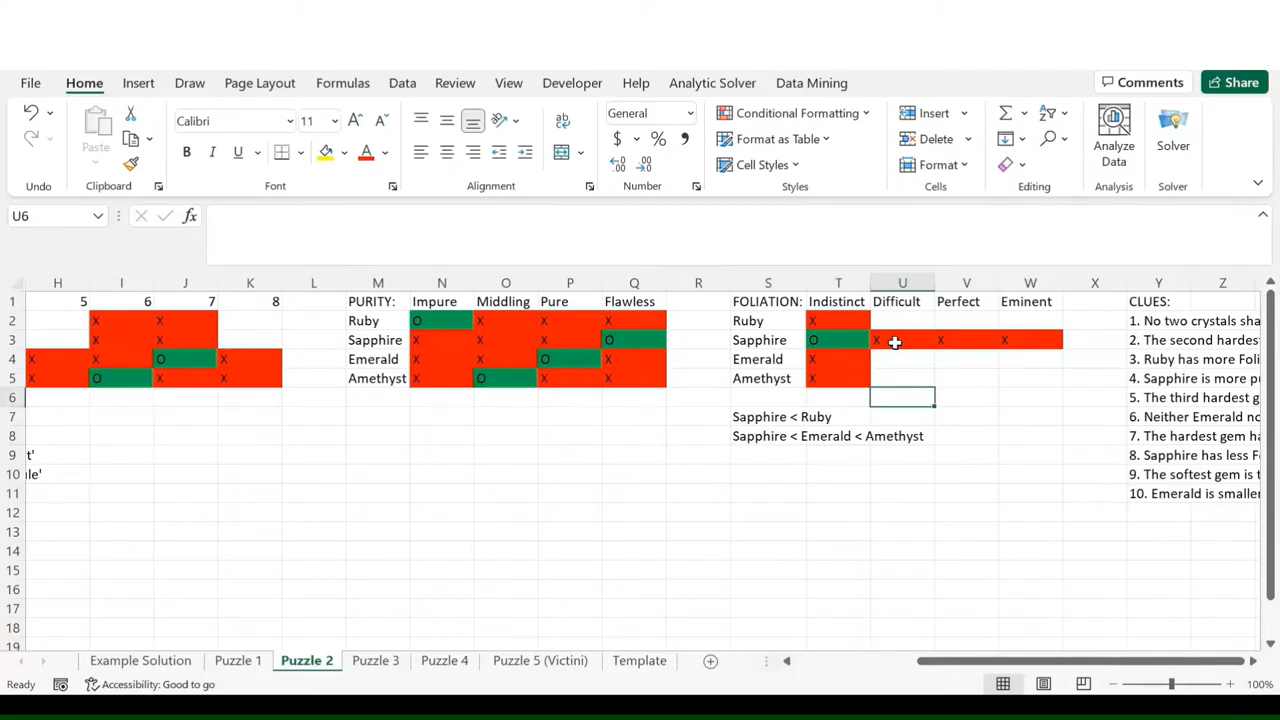 File Home Insert Draw Page Layout Formulas Data Review View Developer Help Analytic Solver Data Mining Comments Share
Calibri 11 General Conditional Formatting Insert
Paste B I U A $ % , Format as Table Delete Analyze Data Solver
Cell Styles Format
Undo Clipboard Font Alignment Number Styles Cells Editing Analysis Solver
U6 fx
H I J K L M N O P Q R S T U V W X Y Z
1 5 6 7 8 PURITY: Impure Middling Pure Flawless FOLIATION: Indistinct Difficult Perfect Eminent CLUES:
2 X X Ruby O X X X Ruby X 1. No two crystals sha
3 X X Sapphire X X X O Sapphire O X X X 2. The second hardes
4 X X O X Emerald X X O X Emerald X 3. Ruby has more Foli
5 X O X X Amethyst X O X X Amethyst X 4. Sapphire is more pu
6 5. The third hardest g
7 Sapphire < Ruby 6. Neither Emerald no
8 Sapphire < Emerald < Amethyst 7. The hardest gem ha
9 t' 8. Sapphire has less Fo
10 le' 9. The softest gem is t
11 10. Emerald is smaller
12
13
14
15
16
17
18
19
Example Solution Puzzle 1 Puzzle 2 Puzzle 3 Puzzle 4 Puzzle 5 (Victini) Template
Ready Accessibility: Good to go 100%